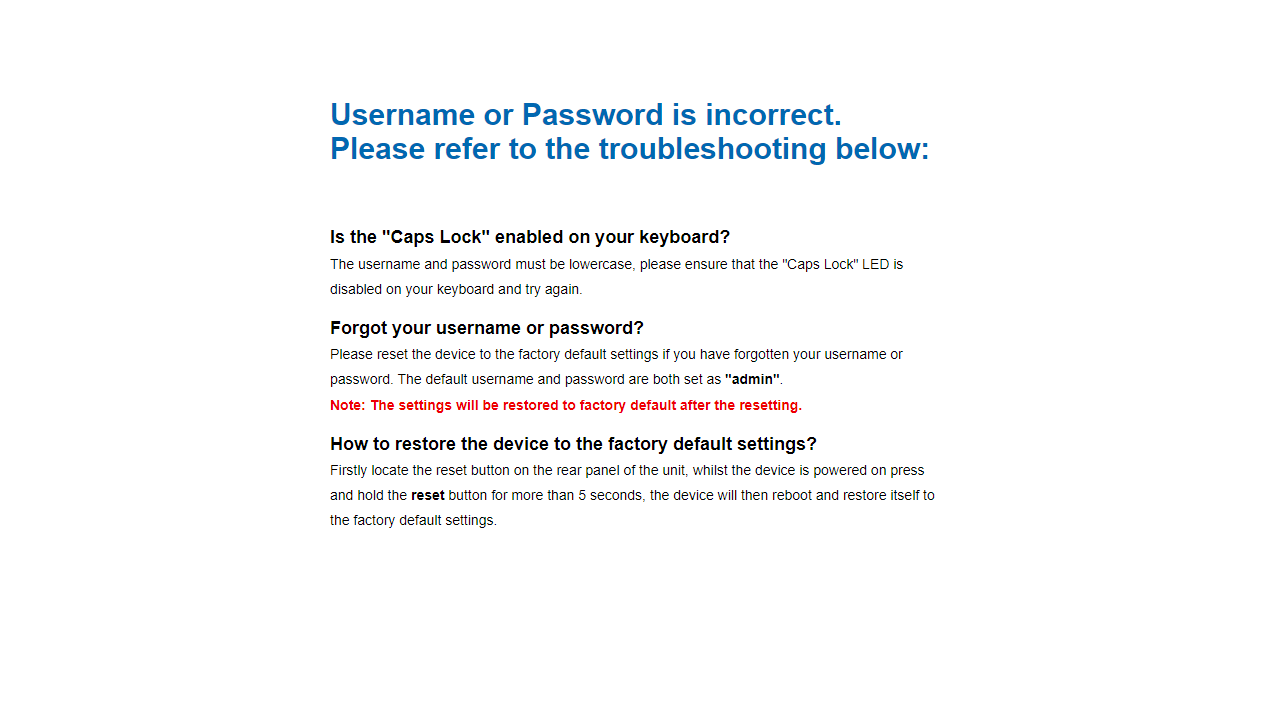 Username or Password is incorrect.
Please refer to the troubleshooting below:
Is the "Caps Lock" enabled on your keyboard?
The username and password must be lowercase, please ensure that the "Caps Lock" LED is
disabled on your keyboard and try again.
Forgot your username or password?
Please reset the device to the factory default settings if you have forgotten your username or
password. The default username and password are both set as "admin".
Note: The settings will be restored to factory default after the resetting.
How to restore the device to the factory default settings?
Firstly locate the reset button on the rear panel of the unit, whilst the device is powered on press
and hold the reset button for more than 5 seconds, the device will then reboot and restore itself to
the factory default settings.